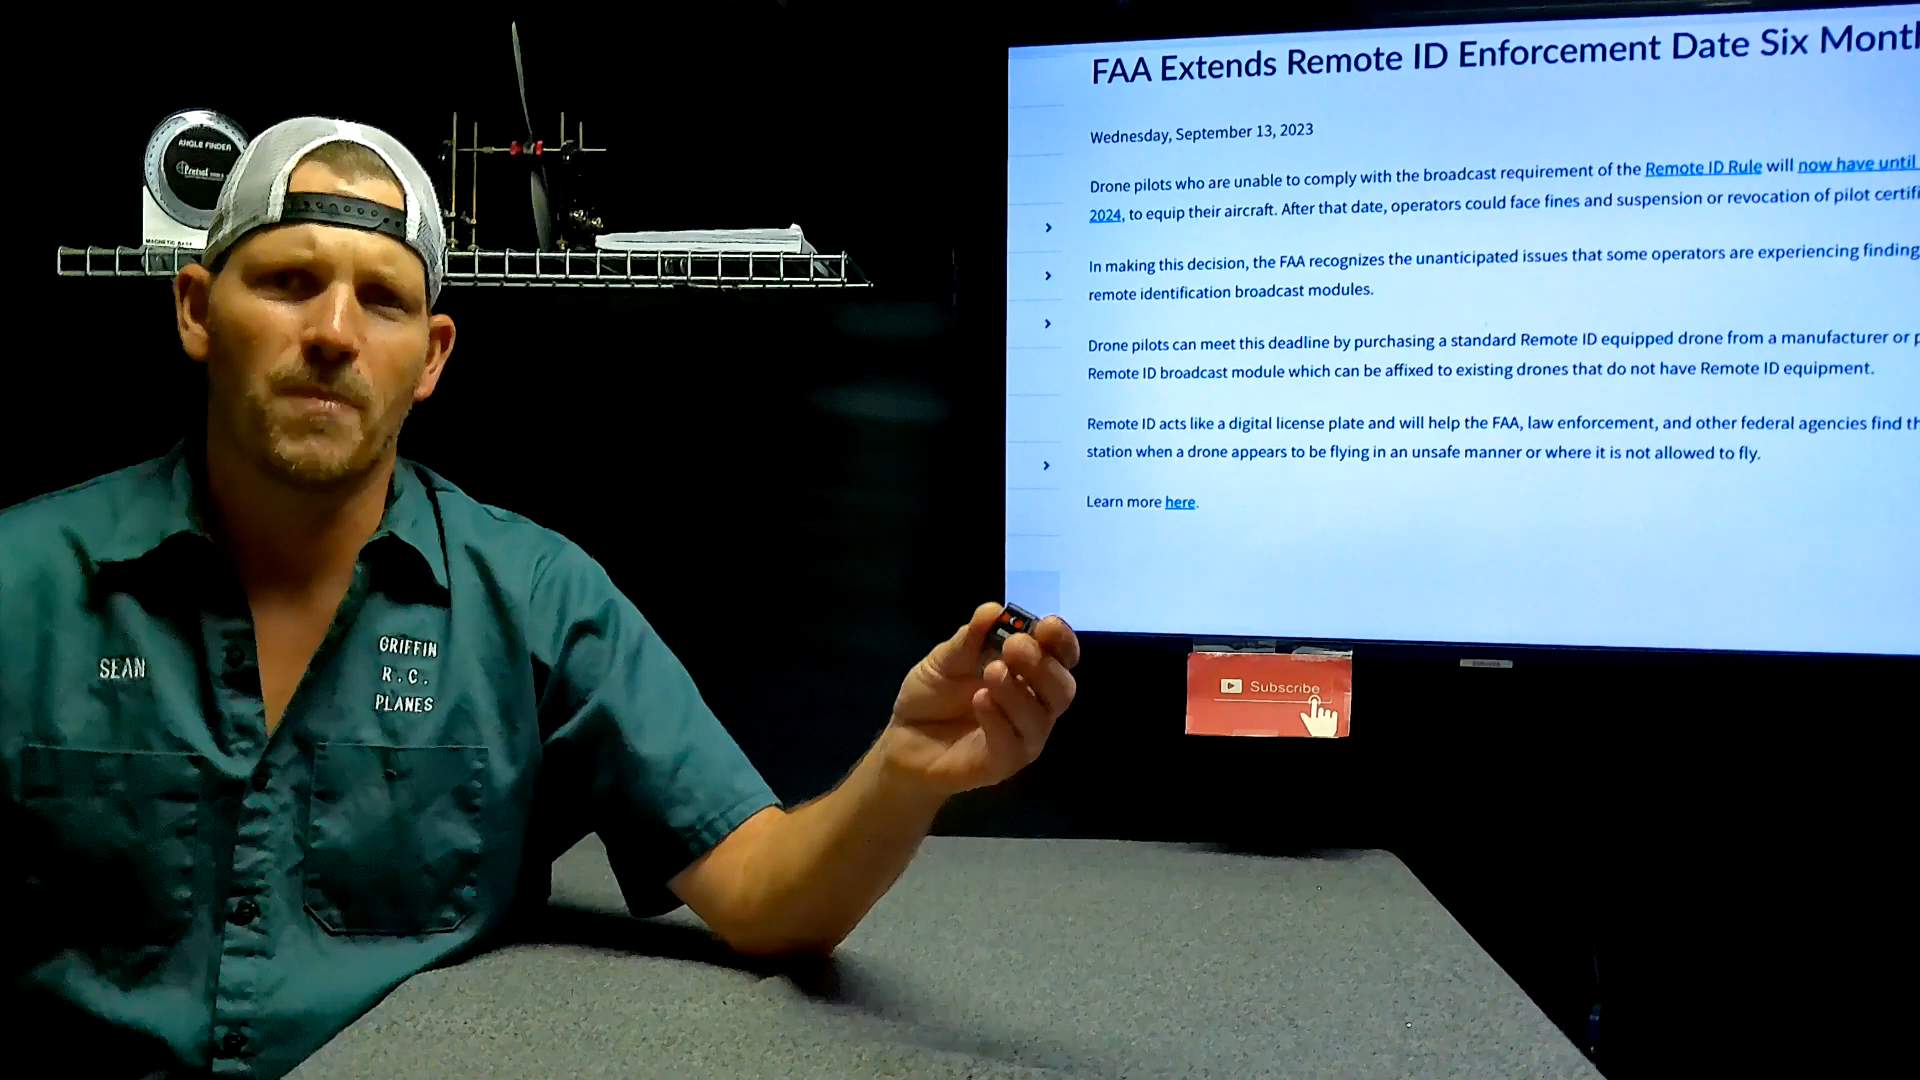 FAA Extends Remote ID Enforcement Date Six
Wednesday, September 13, 2023
Drone pilots who are unable to comply with the broadcast requirement of the Remote ID Rule will now have until
2024, to equip their aircraft. After that date, operators could face fines and suspension or revocation of pilot
In making this decision, the FAA recognizes the unanticipated issues that some operators are experiencing finding
remote identification broadcast modules.
Drone pilots can meet this deadline by purchasing a standard Remote ID equipped drone from a manufacturer or
Remote ID broadcast module which can be affixed to existing drones that do not have Remote ID equipment.
Remote ID acts like a digital license plate and will help the FAA, law enforcement, and other federal agencies find
station when a drone appears to be flying in an unsafe manner or where it is not allowed to fly.
Learn more here.
ANGLE FINDER
MAGNETIC BASE
SEAN
GRIFFIN
R.C.
PLANES
SAMSUNG
Subscribe